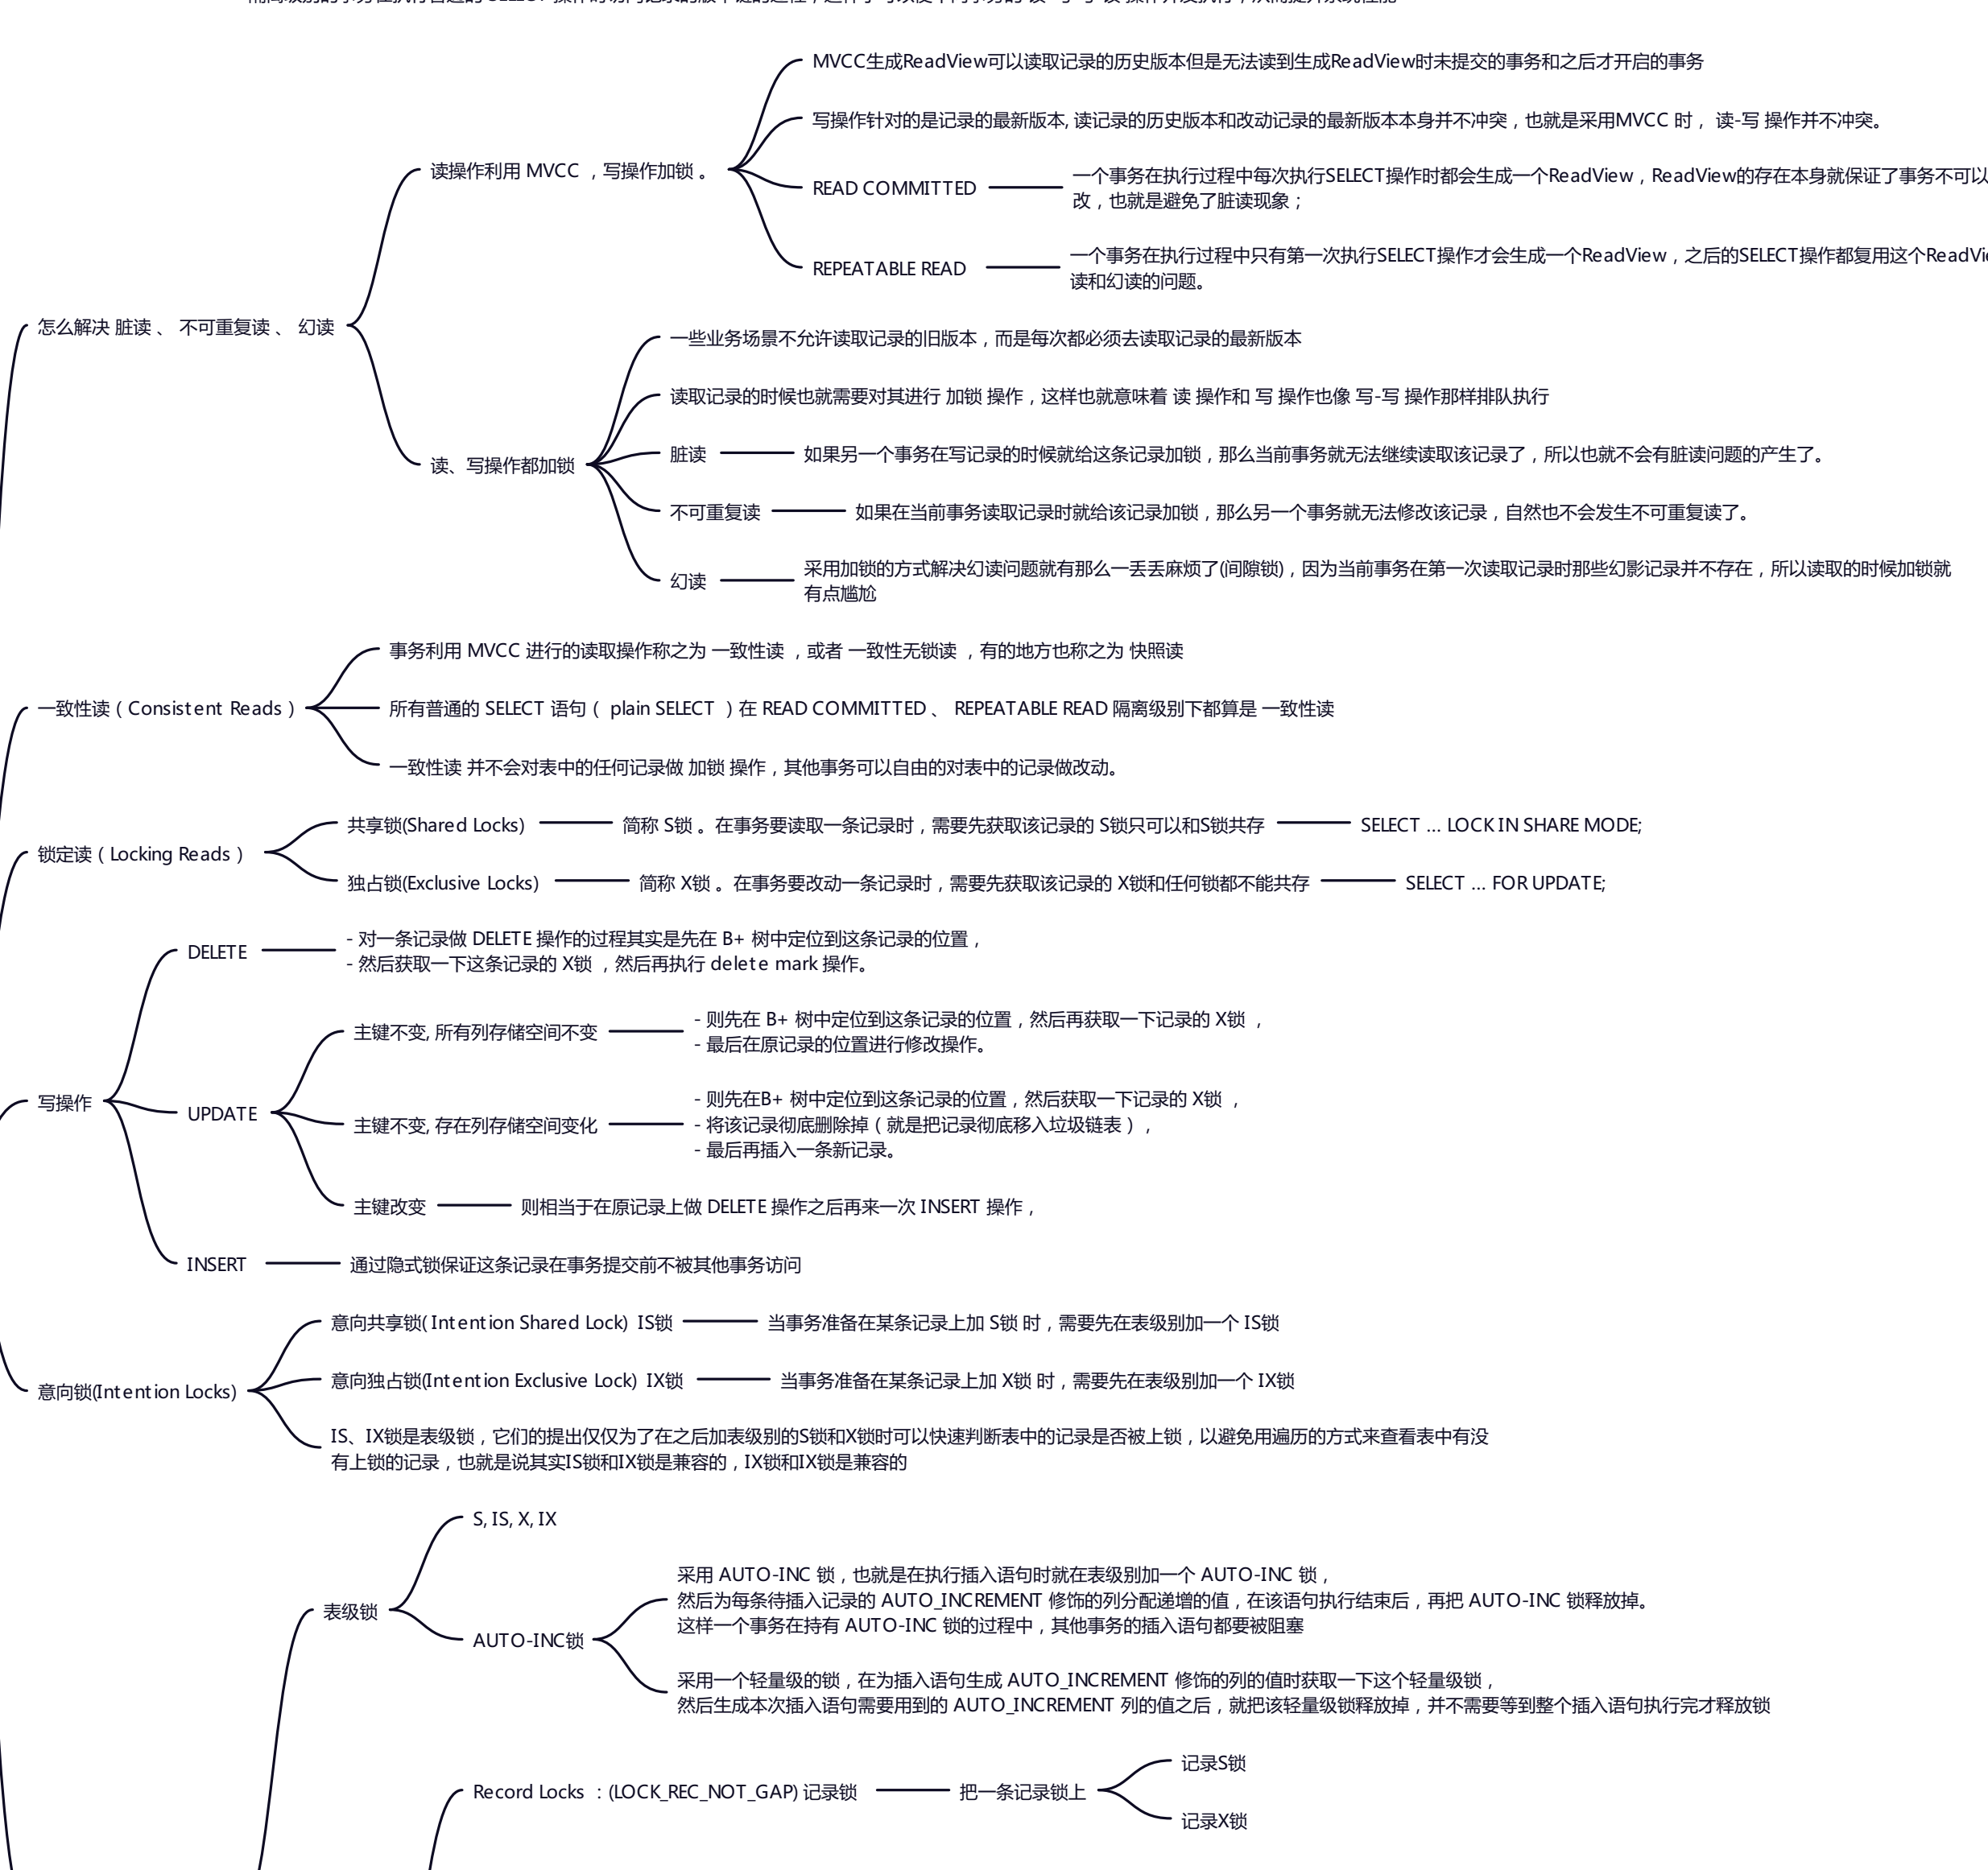 MVCC生成ReadView可以读取记录的历史版本但是无法读到生成ReadView时未提交的事务和之后才开启的事务
写操作针对的是记录的最新版本, 读记录的历史版本和改动记录的最新版本本身并不冲突，也就是采用MVCC 时， 读-写 操作并不冲突。
读操作利用 MVCC ，写操作加锁 。
READ COMMITTED
一个事务在执行过程中每次执行SELECT操作时都会生成一个ReadView，ReadView的存在本身就保证了事务不可以
改，也就是避免了脏读现象；
REPEATABLE READ
一个事务在执行过程中只有第一次执行SELECT操作才会生成一个ReadView，之后的SELECT操作都复用这个
读和幻读的问题。
怎么解决 脏读 、 不可重复读 、 幻读
一些业务场景不允许读取记录的旧版本，而是每次都必须去读取记录的最新版本
读取记录的时候也就需要对其进行 加锁 操作，这样也就意味着 读 操作和 写 操作也像 写-写 操作那样排队执行
读、写操作都加锁
脏读
如果另一个事务在写记录的时候就给这条记录加锁，那么当前事务就无法继续读取该记录了，所以也就不会有脏读问题的产生了。
不可重复读
如果在当前事务读取记录时就给该记录加锁，那么另一个事务就无法修改该记录，自然也不会发生不可重复读了。
幻读
采用加锁的方式解决幻读问题就有那么一丢丢麻烦了(间隙锁)，因为当前事务在第一次读取记录时那些幻影记录并不存在，所以读取的时候加锁就
有点尴尬
事务利用 MVCC 进行的读取操作称之为 一致性读 ，或者 一致性无锁读 ，有的地方也称之为 快照读
一致性读（Consistent Reads）
所有普通的 SELECT 语句（ plain SELECT ）在 READ COMMITTED 、 REPEATABLE READ 隔离级别下都算是 一致性读
一致性读 并不会对表中的任何记录做 加锁 操作，其他事务可以自由的对表中的记录做改动。
锁定读（Locking Reads）
共享锁(Shared Locks)
简称 S锁 。在事务要读取一条记录时，需要先获取该记录的 S锁只可以和S锁共存
SELECT ... LOCK IN SHARE MODE;
独占锁(Exclusive Locks)
简称 X锁 。在事务要改动一条记录时，需要先获取该记录的 X锁和任何锁都不能共存
SELECT ... FOR UPDATE;
DELETE
- 对一条记录做 DELETE 操作的过程其实是先在 B+ 树中定位到这条记录的位置，
- 然后获取一下这条记录的 X锁 ，然后再执行 delete mark 操作。
写操作
UPDATE
主键不变, 所有列存储空间不变
- 则先在 B+ 树中定位到这条记录的位置，然后再获取一下记录的 X锁 ，
- 最后在原记录的位置进行修改操作。
主键不变, 存在列存储空间变化
- 则先在B+ 树中定位到这条记录的位置，然后获取一下记录的 X锁 ，
- 将该记录彻底删除掉（就是把记录彻底移入垃圾链表），
- 最后再插入一条新记录。
主键改变
则相当于在原记录上做 DELETE 操作之后再来一次 INSERT 操作，
INSERT
通过隐式锁保证这条记录在事务提交前不被其他事务访问
意向锁(Intention Locks)
意向共享锁(Intention Shared Lock) IS锁
当事务准备在某条记录上加 S锁 时，需要先在表级别加一个 IS锁
意向独占锁(Intention Exclusive Lock) IX锁
当事务准备在某条记录上加 X锁 时，需要先在表级别加一个 IX锁
IS、IX锁是表级锁，它们的提出仅仅为了在之后加表级别的S锁和X锁时可以快速判断表中的记录是否被上锁，以避免用遍历的方式来查看表中有没
有上锁的记录，也就是说其实IS锁和IX锁是兼容的，IX锁和IX锁是兼容的
表级锁
S, IS, X, IX
AUTO-INC锁
采用 AUTO-INC 锁，也就是在执行插入语句时就在表级别加一个 AUTO-INC 锁，
然后为每条待插入记录的 AUTO_INCREMENT 修饰的列分配递增的值，在该语句执行结束后，再把 AUTO-INC 锁释放掉。
这样一个事务在持有 AUTO-INC 锁的过程中，其他事务的插入语句都要被阻塞
采用一个轻量级的锁，在为插入语句生成 AUTO_INCREMENT 修饰的列的值时获取一下这个轻量级锁，
然后生成本次插入语句需要用到的 AUTO_INCREMENT 列的值之后，就把该轻量级锁释放掉，并不需要等到整个插入语句执行完才释放锁
Record Locks ：(LOCK_REC_NOT_GAP) 记录锁
把一条记录锁上
记录S锁
记录X锁